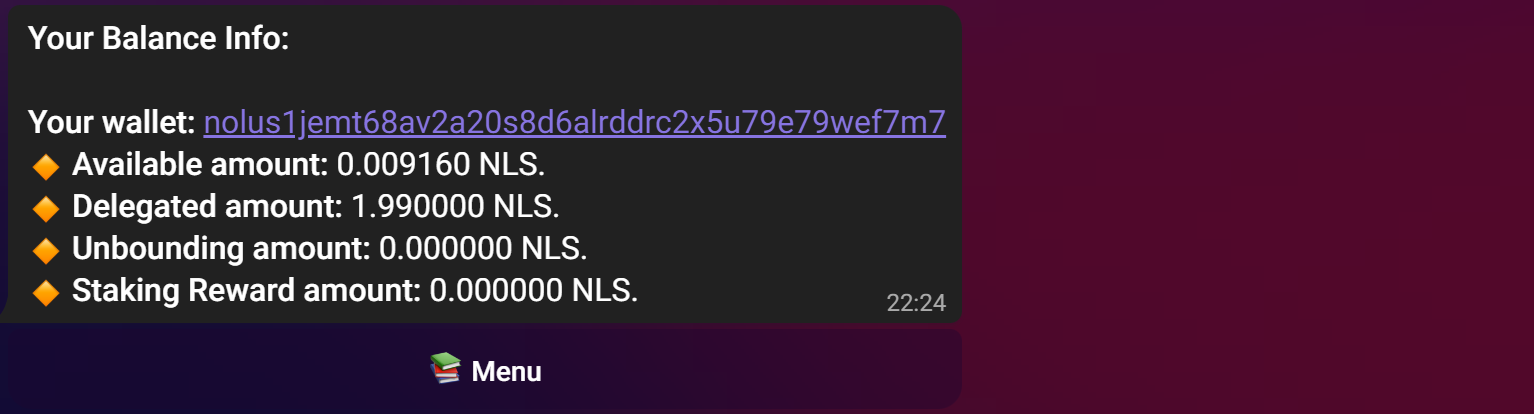 Your Balance Info:
Your wallet: nolus1jemt68av2a20s8d6alrddrc2x5u79e79wef7m7
🔸 Available amount: 0.009160 NLS.
🔸 Delegated amount: 1.990000 NLS.
🔸 Unbounding amount: 0.000000 NLS.
🔸 Staking Reward amount: 0.000000 NLS.
22:24
📚 Menu